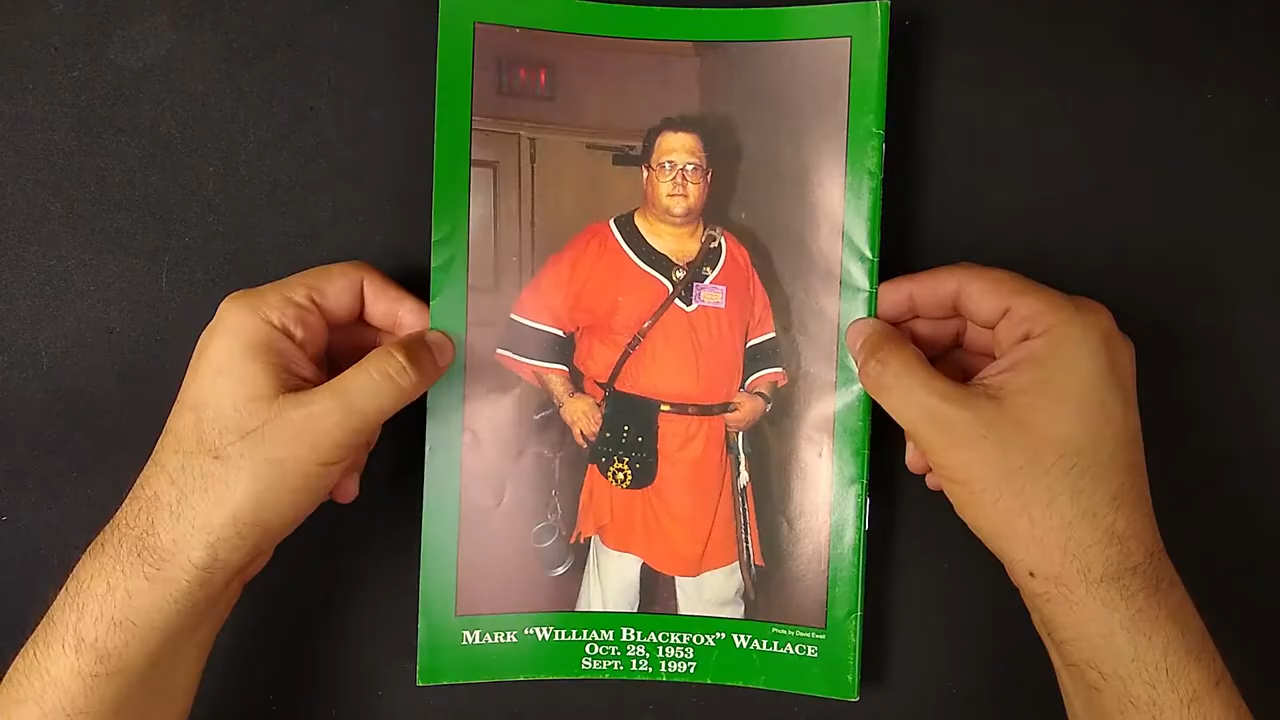 Photo by David Ewell
MARK “WILLIAM BLACKFOX” WALLACE
OCT. 28, 1953
SEPT. 12, 1997